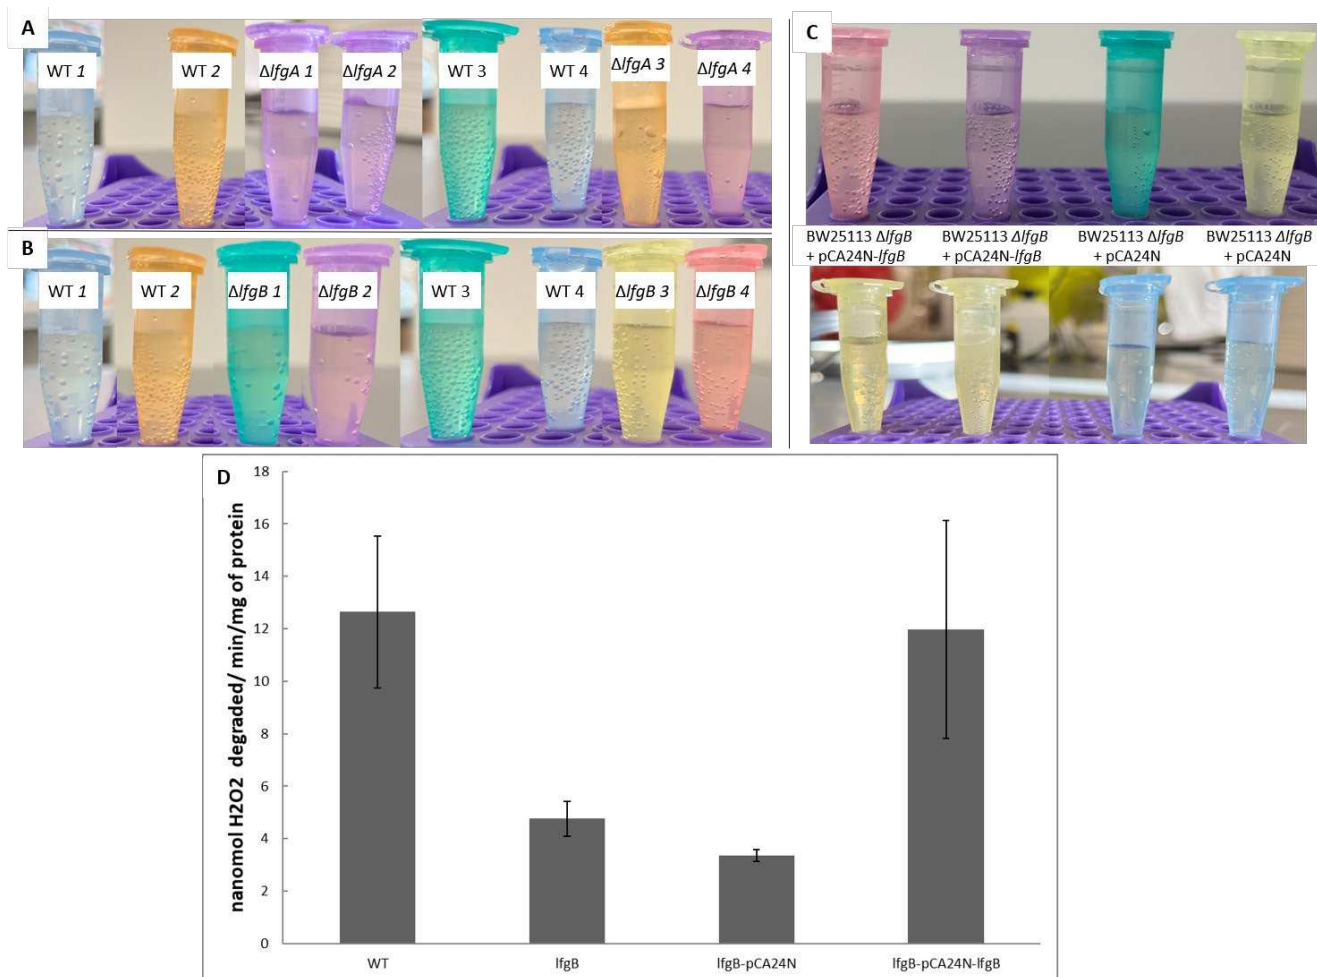 A
WT 1
WT 2
ΔlfgA 1
ΔlfgA 2
WT 3
WT 4
ΔlfgA 3
ΔlfgA 4
B
WT 1
WT 2
ΔlfgB 1
ΔlfgB 2
WT 3
WT 4
ΔlfgB 3
ΔlfgB 4
C
BW25113 ΔlfgB
+ pCA24N-lfgB
BW25113 ΔlfgB
+ pCA24N-lfgB
BW25113 ΔlfgB
+ pCA24N
BW25113 ΔlfgB
+ pCA24N
D
nanomol H2O2 degraded/ min/mg of protein
18
16
14
12
10
8
6
4
2
0
WT
lfgB
lfgB-pCA24N
lfgB-pCA24N-lfgB